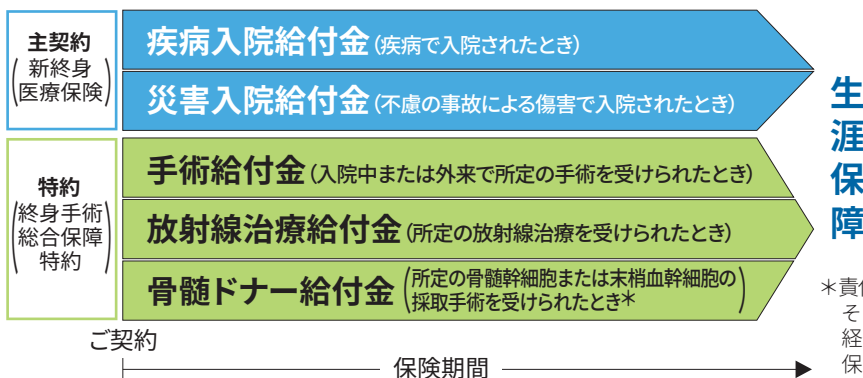 主契約
(新終身
医療保険)
疾病入院給付金(疾病で入院されたとき)
災害入院給付金(不慮の事故による傷害で入院されたとき)
特約
(終身手術
総合保障
特約)
手術給付金(入院中または外来で所定の手術を受けられたとき)
放射線治療給付金(所定の放射線治療を受けられたとき)
骨髄ドナー給付金(所定の骨髄幹細胞または末梢血幹細胞の
採取手術を受けられたとき*)
生涯保障
*責
そ
経
保
ご契約
保険期間